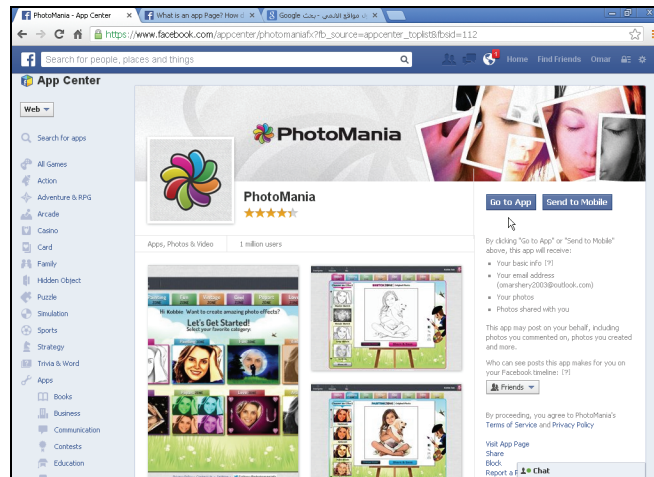 PhotoMania - App Center
What is an app Page? How d
Google بحث - مواقع الانمي
https://www.facebook.com/appcenter/photomaniafx?fb_source=appcenter_toplist&fbsid=112
Search for people, places and things
1
Home
Find Friends
Omar
App Center
Web
Search for apps
All Games
Action
Adventure & RPG
Arcade
Casino
Card
Family
Hidden Object
Puzzle
Simulation
Sports
Strategy
Trivia & Word
Apps
Books
Business
Communication
Contests
Education
PhotoMania
PhotoMania
Apps, Photos & Video
1 million users
Hi Kobbie: Want to create amazing photo effects?
Let's Get Started!
Select your favorite category:
Go to App
Send to Mobile
By clicking "Go to App" or "Send to Mobile"
above, this app will receive:
Your basic info [?]
Your email address
(omarshery2003@outlook.com)
Your photos
Photos shared with you
This app may post on your behalf, including
photos you commented on, photos you created
and more.
Who can see posts this app makes for you on
your Facebook timeline: [?]
Friends
By proceeding, you agree to PhotoMania's
Terms of Service and Privacy Policy
Visit App Page
Share
Block
Report a
Chat